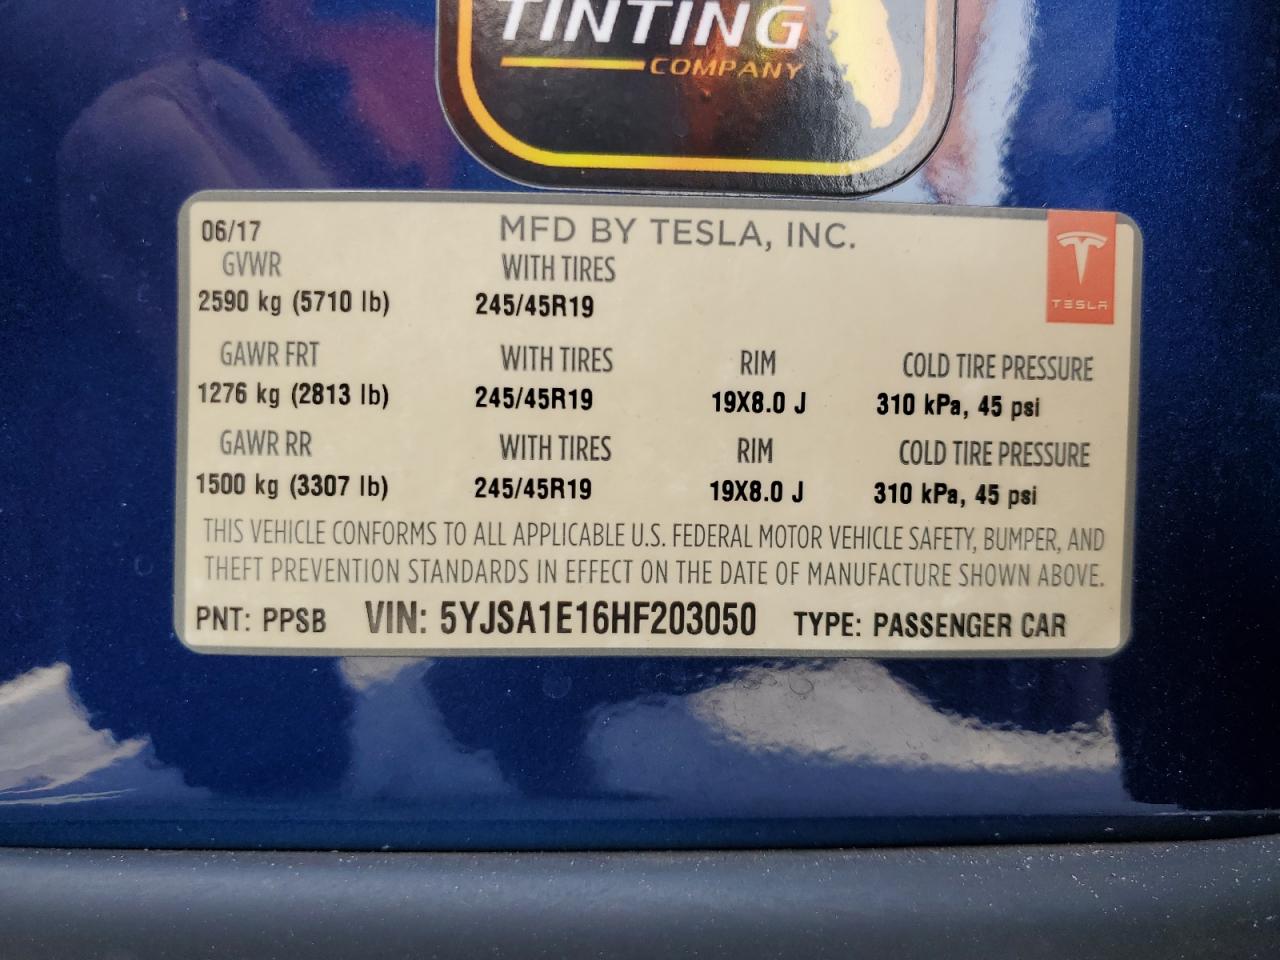 TINTING
COMPANY
06/17 MFD BY TESLA, INC.
TESLA
GVWR WITH TIRES
2590 kg (5710 lb) 245/45R19
GAWR FRT WITH TIRES RIM COLD TIRE PRESSURE
1276 kg (2813 lb) 245/45R19 19X8.0 J 310 kPa, 45 psi
GAWR RR WITH TIRES RIM COLD TIRE PRESSURE
1500 kg (3307 lb) 245/45R19 19X8.0 J 310 kPa, 45 psi
THIS VEHICLE CONFORMS TO ALL APPLICABLE U.S. FEDERAL MOTOR VEHICLE SAFETY, BUMPER, AND
THEFT PREVENTION STANDARDS IN EFFECT ON THE DATE OF MANUFACTURE SHOWN ABOVE.
PNT: PPSB VIN: 5YJSA1E16HF203050 TYPE: PASSENGER CAR